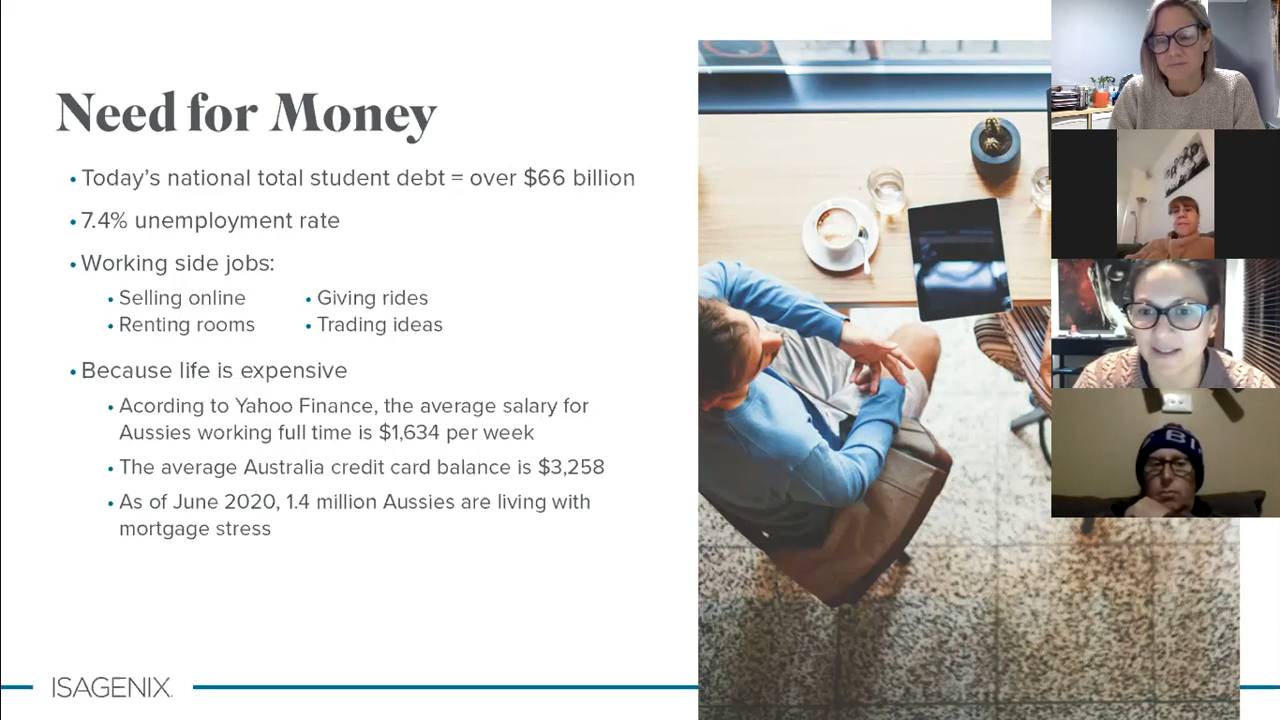 Need for Money
• Today's national total student debt = over $66 billion
• 7.4% unemployment rate
• Working side jobs:
• Selling online
• Giving rides
• Renting rooms
• Trading ideas
• Because life is expensive
• Acording to Yahoo Finance, the average salary for
Aussies working full time is $1,634 per week
• The average Australia credit card balance is $3,258
• As of June 2020, 1.4 million Aussies are living with
mortgage stress
ISAGENIX